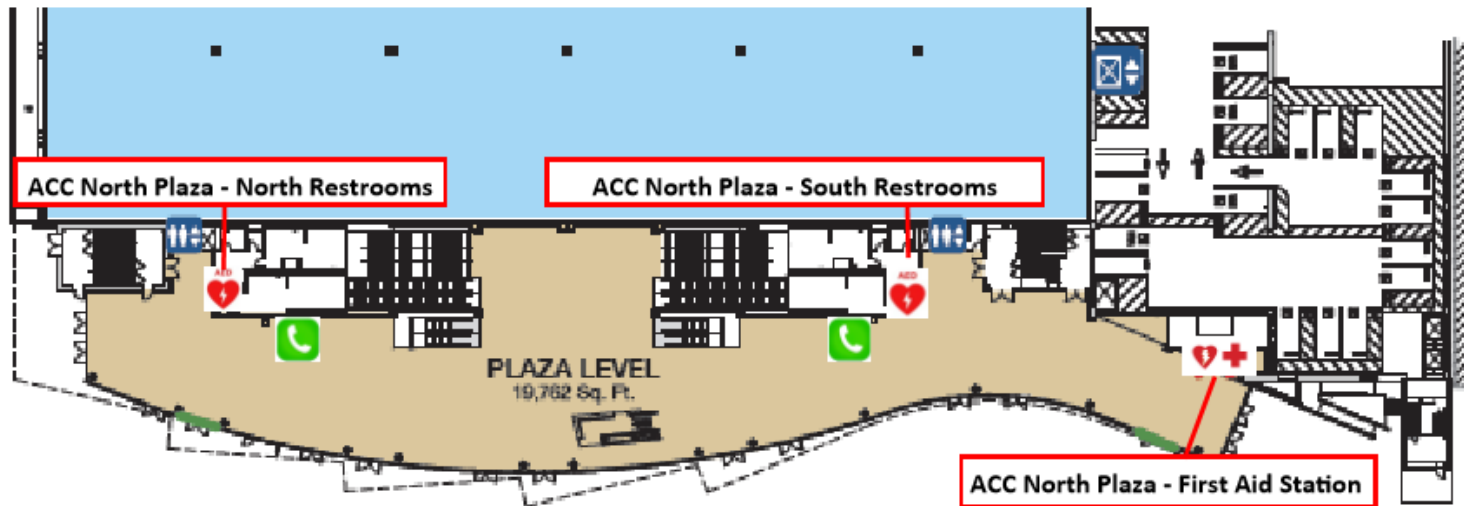 ACC North Plaza - North Restrooms
ACC North Plaza - South Restrooms
AED
AED
PLAZA LEVEL
19,762 Sq. Ft.
ACC North Plaza - First Aid Station